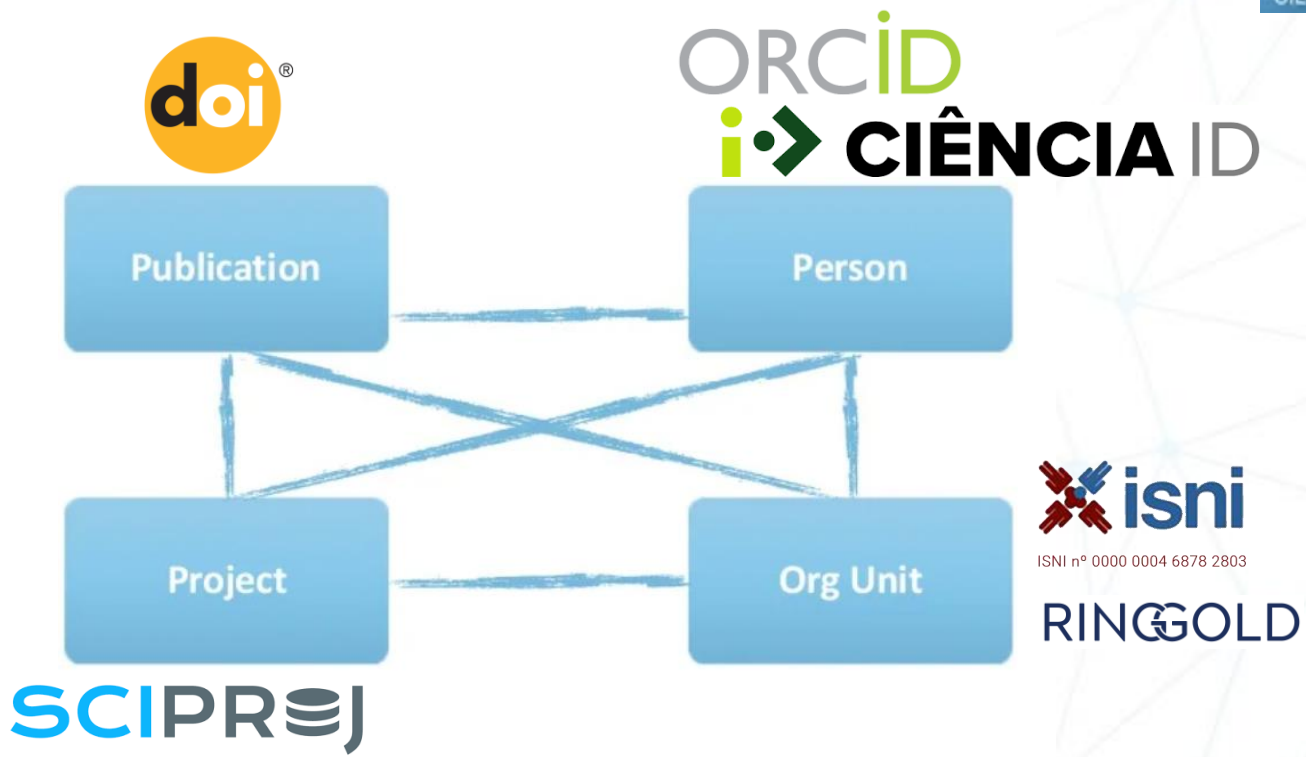 doi®
ORCID
CIÊNCIA ID
Publication
Person
Project
Org Unit
isni
ISNI nº 0000 0004 6878 2803
RINGGOLD
SCIPROJ